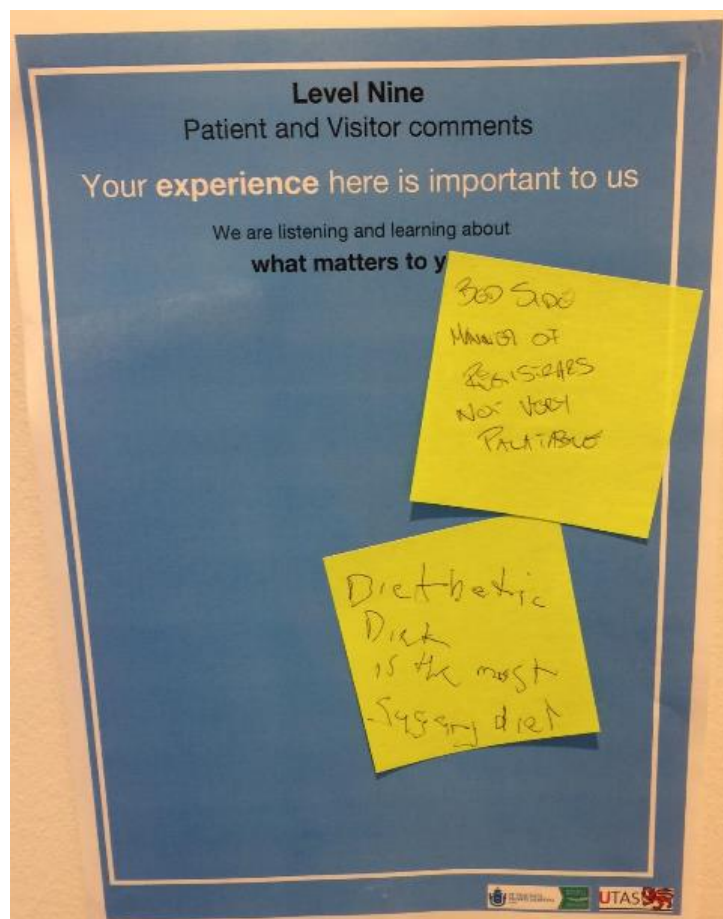 Level Nine
Patient and Visitor comments
Your experience here is important to us
We are listening and learning about
what matters to y
BED SIDE
MANNER OF
REGISTRARS
NOT VERY
PALATABLE
Diethbetic
Diet
is the most
Sugary diet
UTAS